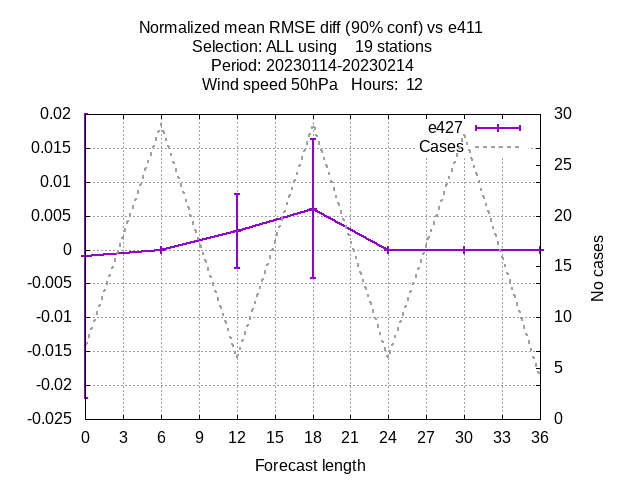 Normalized mean RMSE diff (90% conf) vs e411
Selection: ALL using    19 stations
Period: 20230114-20230214
Wind speed 50hPa   Hours:  12
e427
Cases
0.02
0.015
0.01
0.005
0
-0.005
-0.01
-0.015
-0.02
-0.025
30
25
20
15
10
5
0
No cases
0 3 6 9 12 15 18 21 24 27 30 33 36
Forecast length